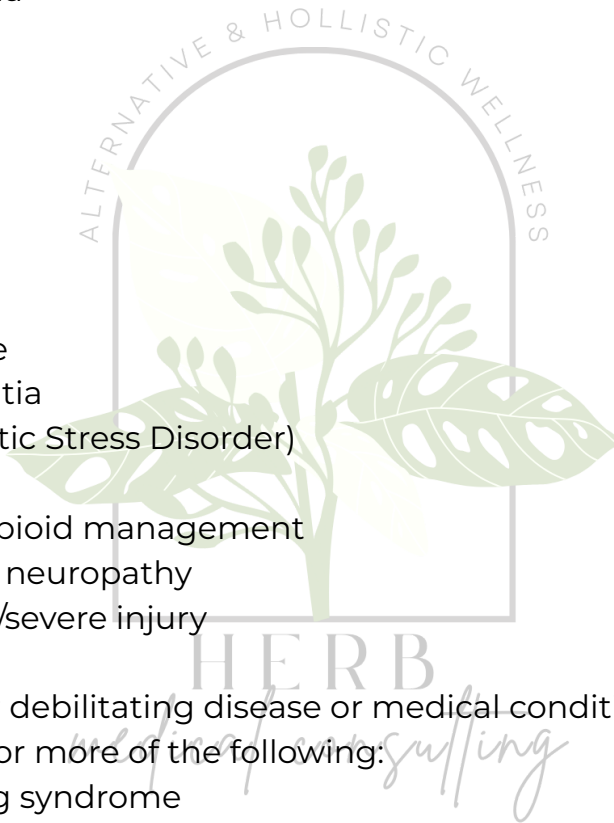 ALTERNATIVE & HOLLISTIC WELLNESS
e
tia
tic Stress Disorder)
pioid management
neuropathy
/severe injury
HERB
debilitating disease or medical condit
or more of the following:
medical consulting
g syndrome